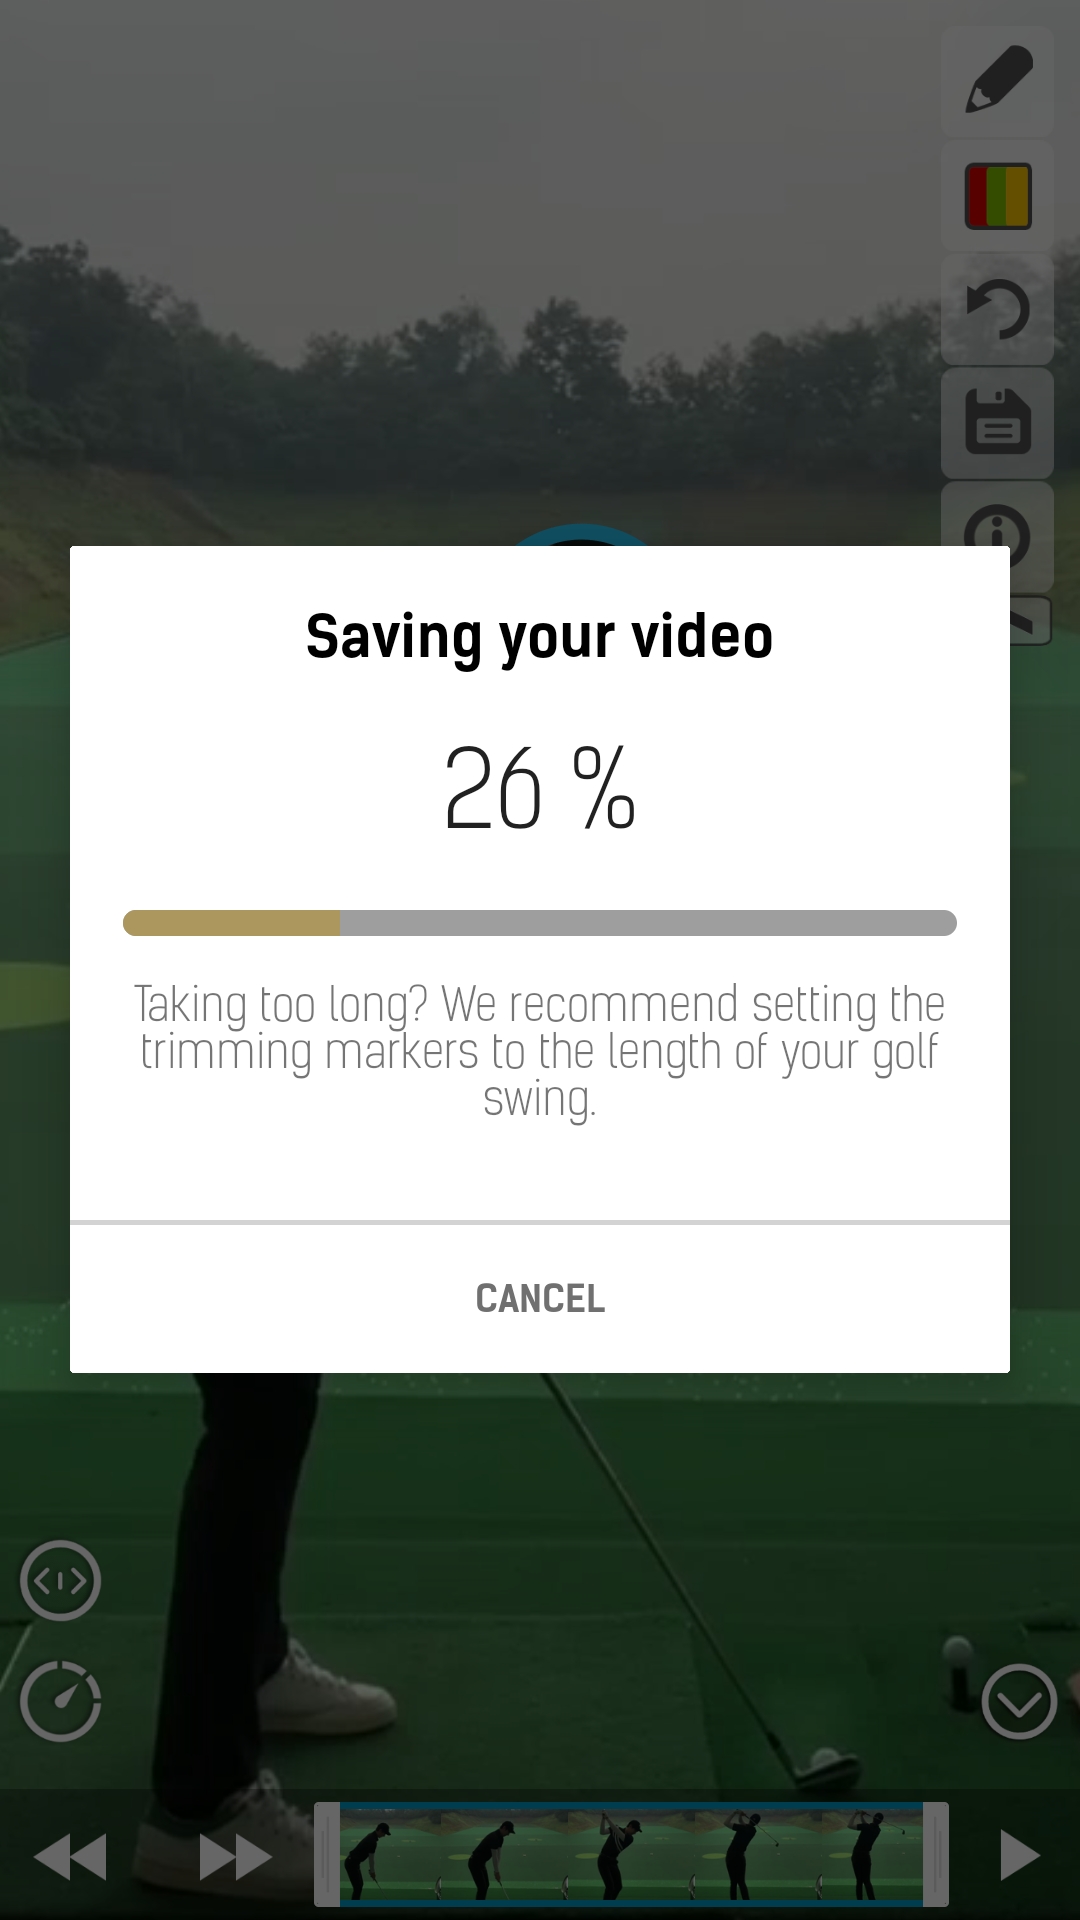 Saving your video
26 %
Taking too long? We recommend setting the
trimming markers to the length of your golf
swing.
CANCEL